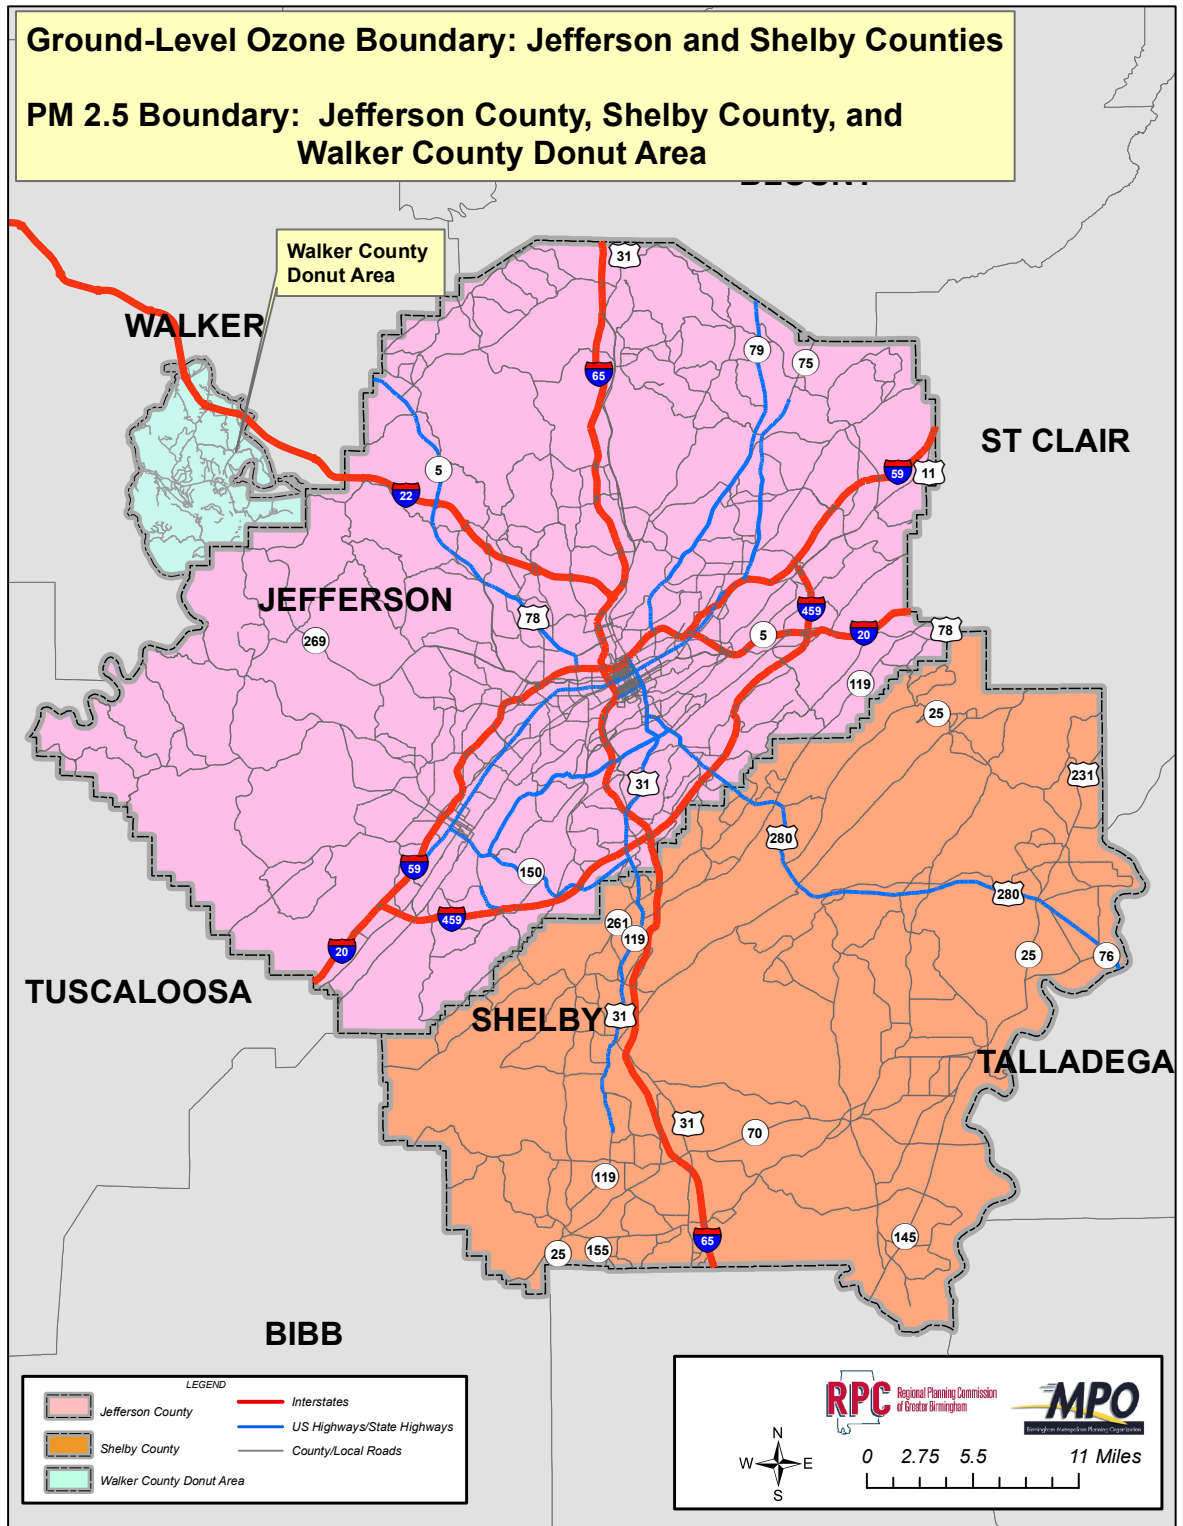 Ground-Level Ozone Boundary: Jefferson and Shelby Counties
PM 2.5 Boundary: Jefferson County, Shelby County, and
Walker County Donut Area
BLOUNT
Walker County
Donut Area
31
WALKER
79
75
65
ST CLAIR
5
59
11
22
JEFFERSON
459
78
5
20
78
269
119
25
231
31
280
59
150
280
459
261
119
20
25
76
TUSCALOOSA
SHELBY
31
TALLADEGA
31
70
119
145
65
25
155
BIBB
LEGEND
Jefferson County
Shelby County
Walker County Donut Area
Interstates
US Highways/State Highways
County/Local Roads
RPC
Regional Planning Commission
of Greater Birmingham
MPO
Birmingham Metropolitan Planning Organization
N
W
E
S
0 2.75 5.5 11 Miles